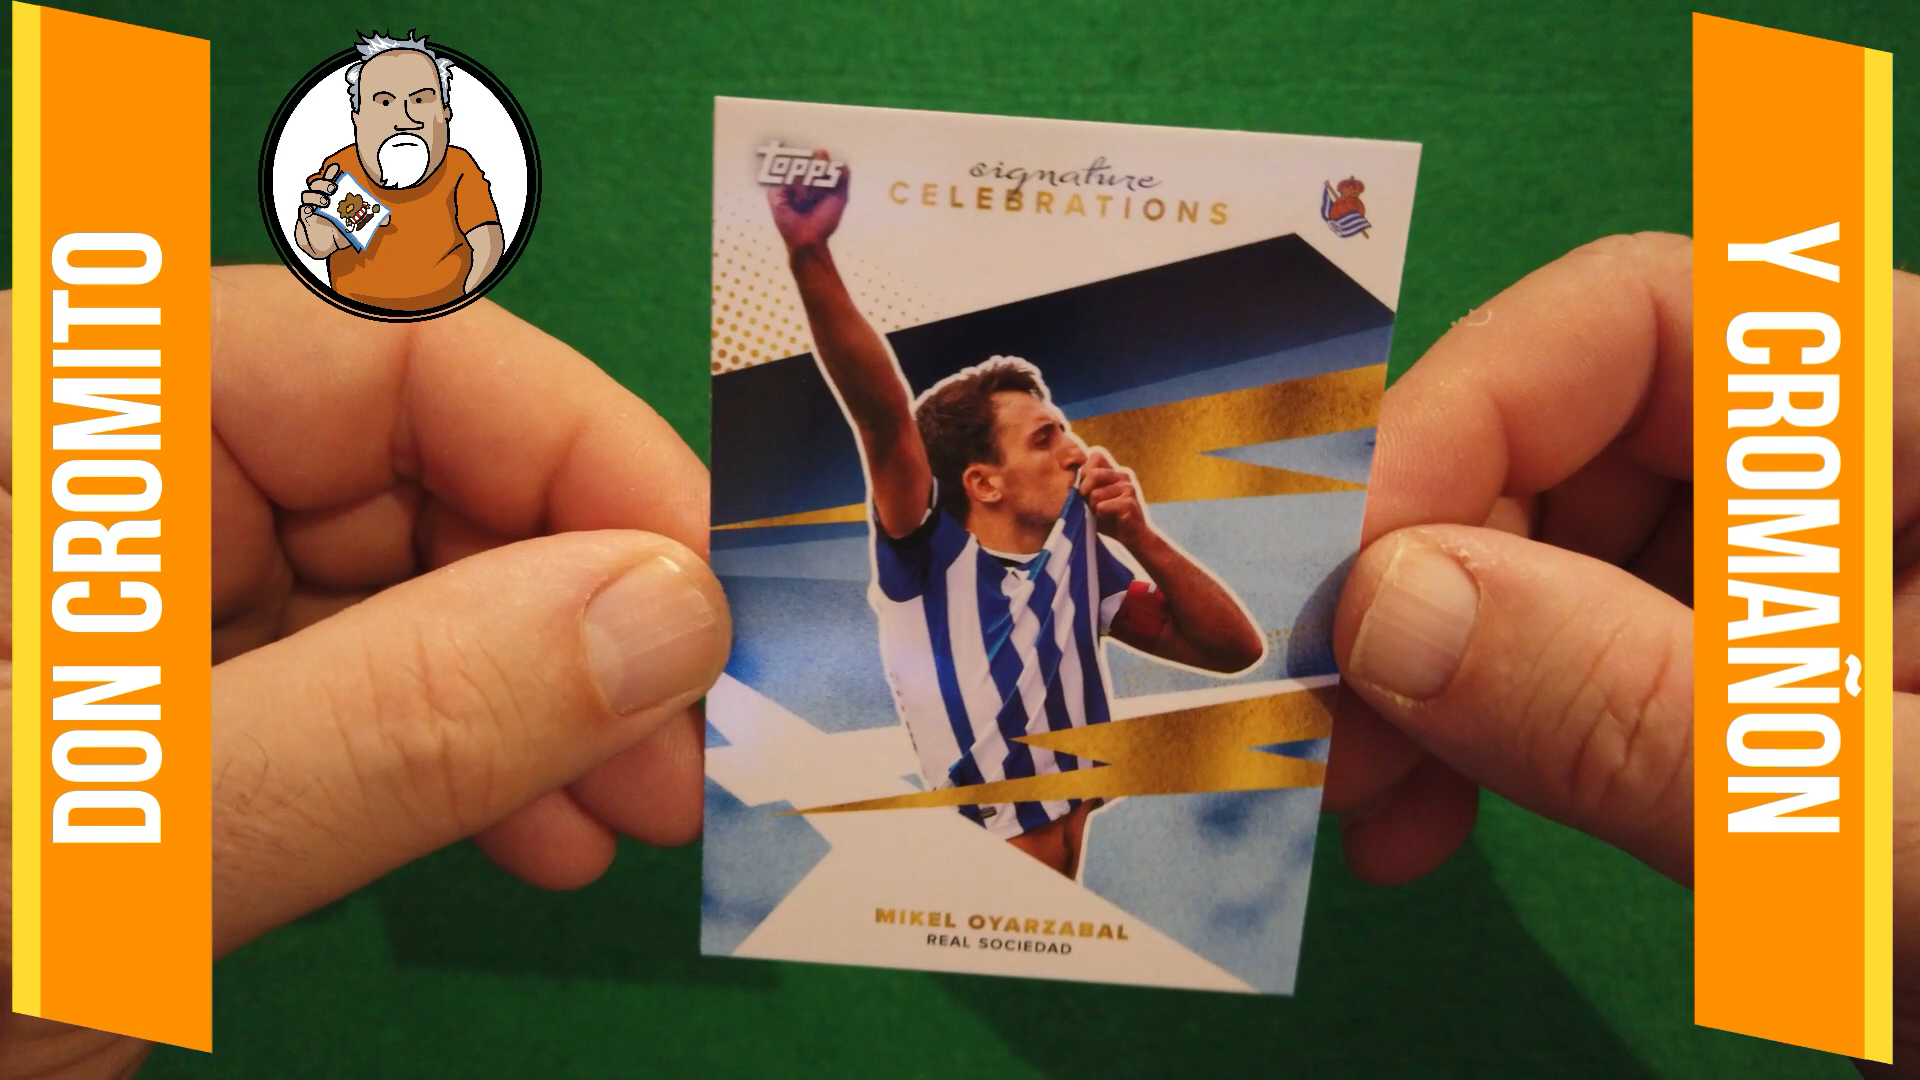 DON CROMITO
Topps
signature
CELEBRATIONS
MIKEL OYARZABAL
REAL SOCIEDAD
Y CROMAÑON